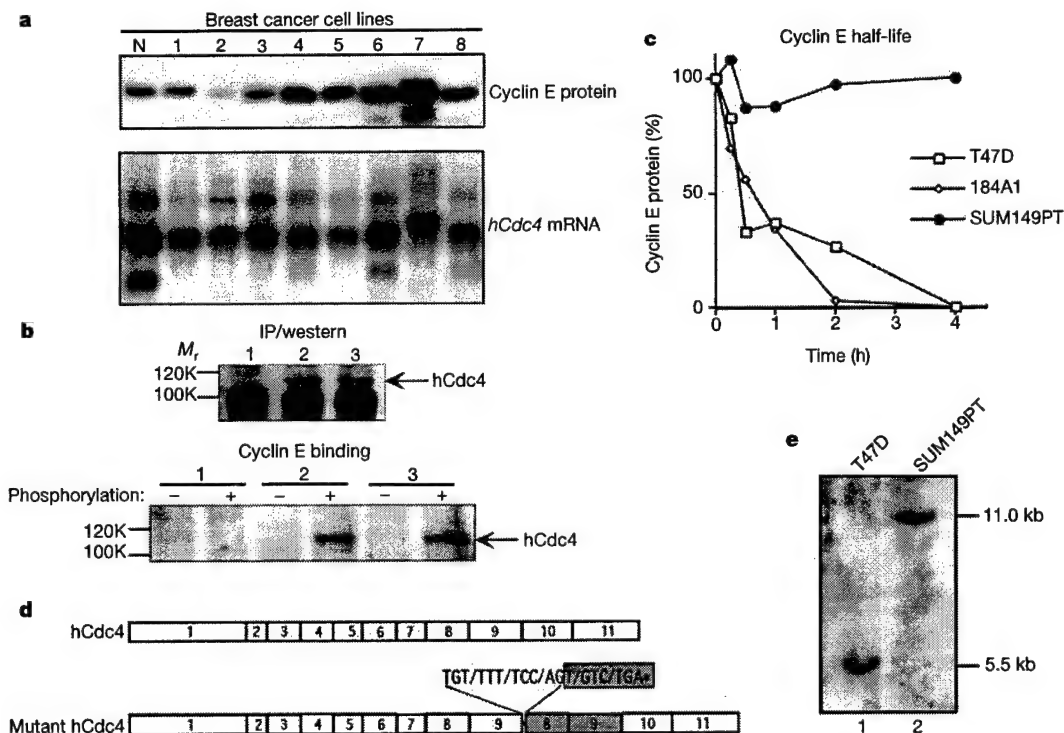 a
Breast cancer cell lines
N 1 2 3 4 5 6 7 8
Cyclin E protein
hCdc4 mRNA
b
IP/western
Mr 1 2 3
120K
100K
hCdc4
Cyclin E binding
1 2 3
Phosphorylation: – + – + – +
120K
100K
hCdc4
c
Cyclin E half-life
Cyclin E protein (%)
100
50
0
0 1 2 3 4
Time (h)
T47D
184A1
SUM149PT
d
hCdc4
1 2 3 4 5 6 7 8 9 10 11
TGT/TTT/TCC/AGT/GTC/TGA*
Mutant hCdc4
1 2 3 4 5 6 7 8 9 8 9 10 11
e
T47D SUM149PT
11.0 kb
5.5 kb
1 2